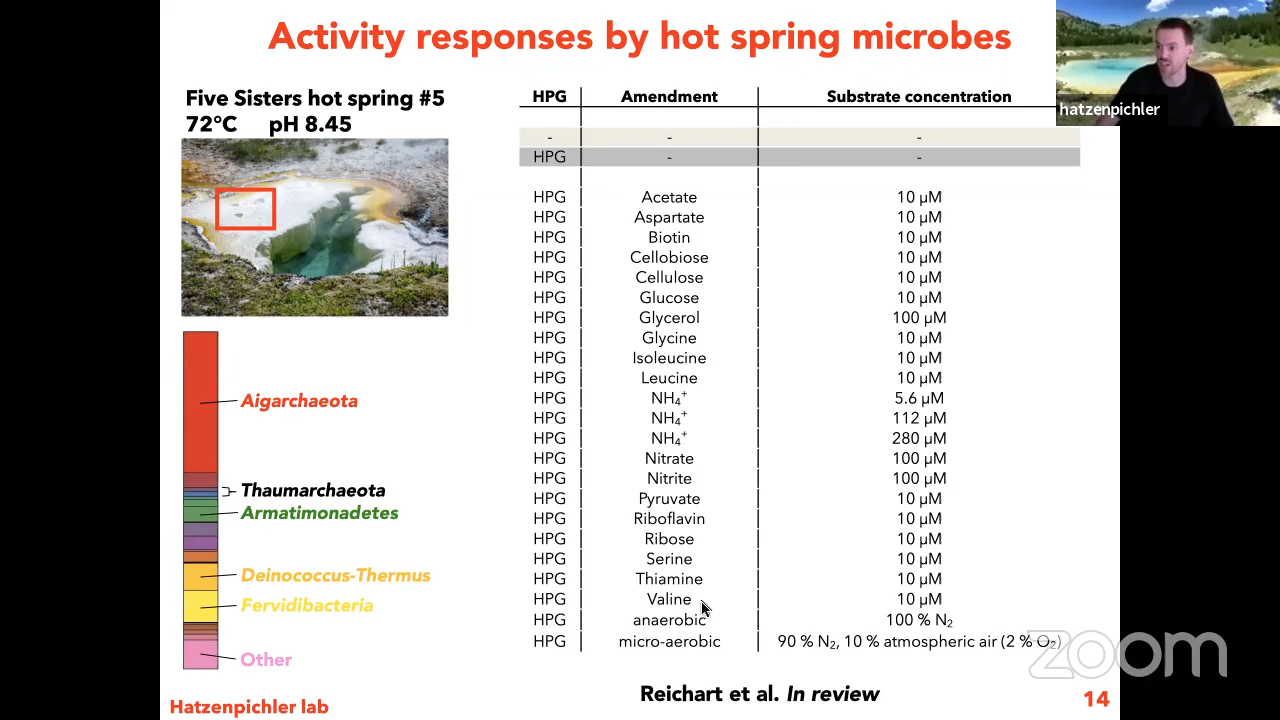 Activity responses by hot spring microbes
hatzenpichler
Five Sisters hot spring #5
72°C pH 8.45
Aigarchaeota
Thaumarchaeota
Armatimonadetes
Deinococcus-Thermus
Fervidibacteria
Other
HPG Amendment Substrate concentration
- - -
HPG - -
HPG Acetate 10 µM
HPG Aspartate 10 µM
HPG Biotin 10 µM
HPG Cellobiose 10 µM
HPG Cellulose 10 µM
HPG Glucose 10 µM
HPG Glycerol 100 µM
HPG Glycine 10 µM
HPG Isoleucine 10 µM
HPG Leucine 10 µM
HPG NH₄⁺ 5.6 µM
HPG NH₄⁺ 112 µM
HPG NH₄⁺ 280 µM
HPG Nitrate 100 µM
HPG Nitrite 100 µM
HPG Pyruvate 10 µM
HPG Riboflavin 10 µM
HPG Ribose 10 µM
HPG Serine 10 µM
HPG Thiamine 10 µM
HPG Valine 10 µM
HPG anaerobic 100 % N₂
HPG micro-aerobic 90 % N₂, 10 % atmospheric air (2 % O₂)
zoom
Reichart et al. In review
Hatzenpichler lab
14